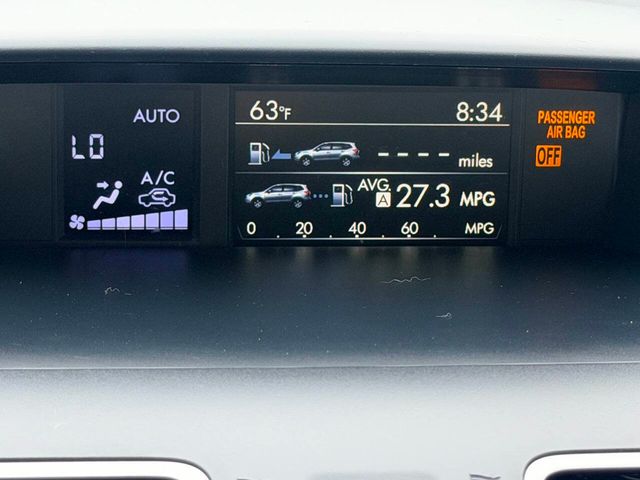 AUTO
LO
A/C
63°F 8:34
- - - - - miles
AVG. A 27.3 MPG
0 20 40 60 MPG
PASSENGER
AIR BAG
OFF